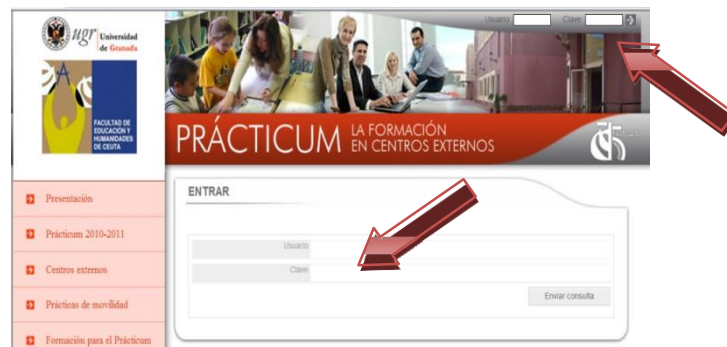 ugr Universidad
de Granada
FACULTAD DE
EDUCACIÓN Y
HUMANIDADES
DE CEUTA
Usuario Clave
PRÁCTICUM LA FORMACIÓN
EN CENTROS EXTERNOS
Presentación
Prácticum 2010-2011
Centros externos
Prácticas de movilidad
Formación para el Prácticum
ENTRAR
Usuario
Clave
Enviar consulta